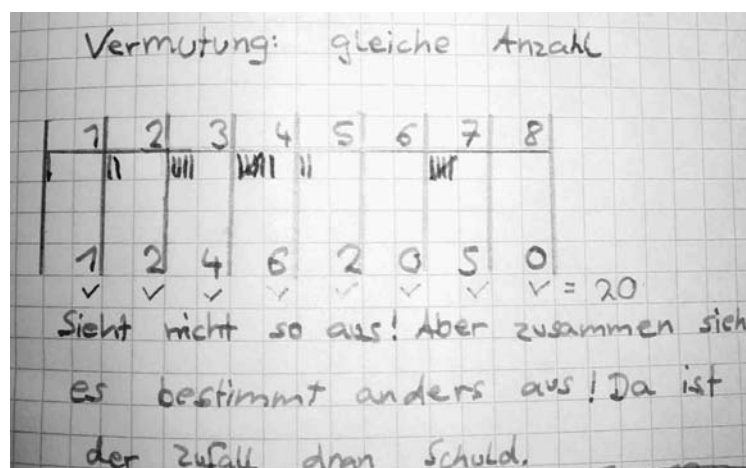 Vermutung: gleiche Anzahl
1 2 3 4 5 6 7 8
1 2 4 6 2 0 5 0
= 20
Sieht nicht so aus! Aber zusammen sieh
es bestimmt anders aus! Da ist
der Zufall dran Schuld.